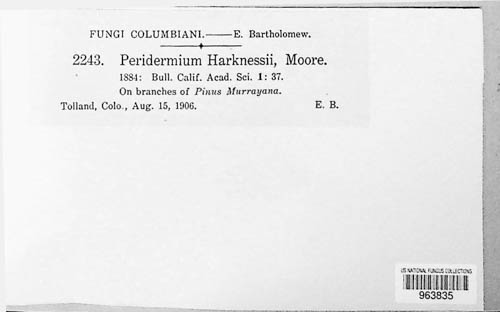 FUNGI COLUMBIANI.——E. Bartholomew.
2243. Peridermium Harknessii, Moore.
1884: Bull. Calif. Acad. Sci. 1: 37.
On branches of Pinus Murrayana.
Tolland, Colo., Aug. 15, 1906. E. B.
US NATIONAL FUNGUS COLLECTIONS
963835